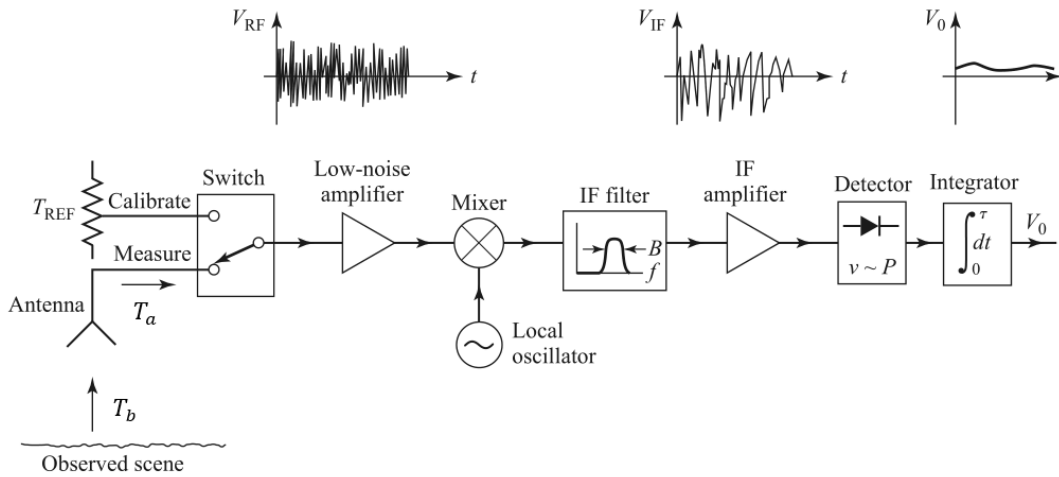 V_RF
t
V_IF
t
V_0
Low-noise
amplifier
Switch
Calibrate
T_REF
Measure
Antenna
T_a
Mixer
Local
oscillator
IF filter
B
f
IF
amplifier
Detector
v ~ P
Integrator
∫_0^τ dt
V_0
T_b
Observed scene